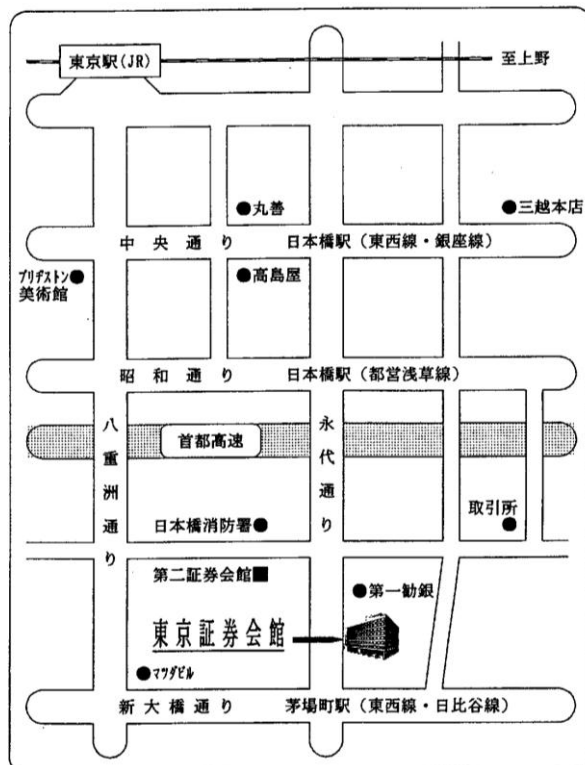 東京駅(JR)
至上野
丸善
三越本店
中央通り
日本橋駅(東西線・銀座線)
ブリヂストン
美術館
高島屋
昭和通り
日本橋駅(都営浅草線)
八重洲通り
首都高速
永代通り
取引所
日本橋消防署
第二証券会館
第一勧銀
東京証券会館
マツダビル
新大橋通り
茅場町駅(東西線・日比谷線)